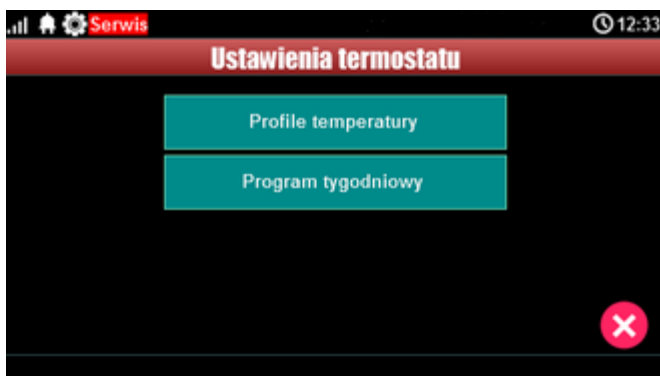 Serwis 12:33
Ustawienia termostatu
Profile temperatury
Program tygodniowy